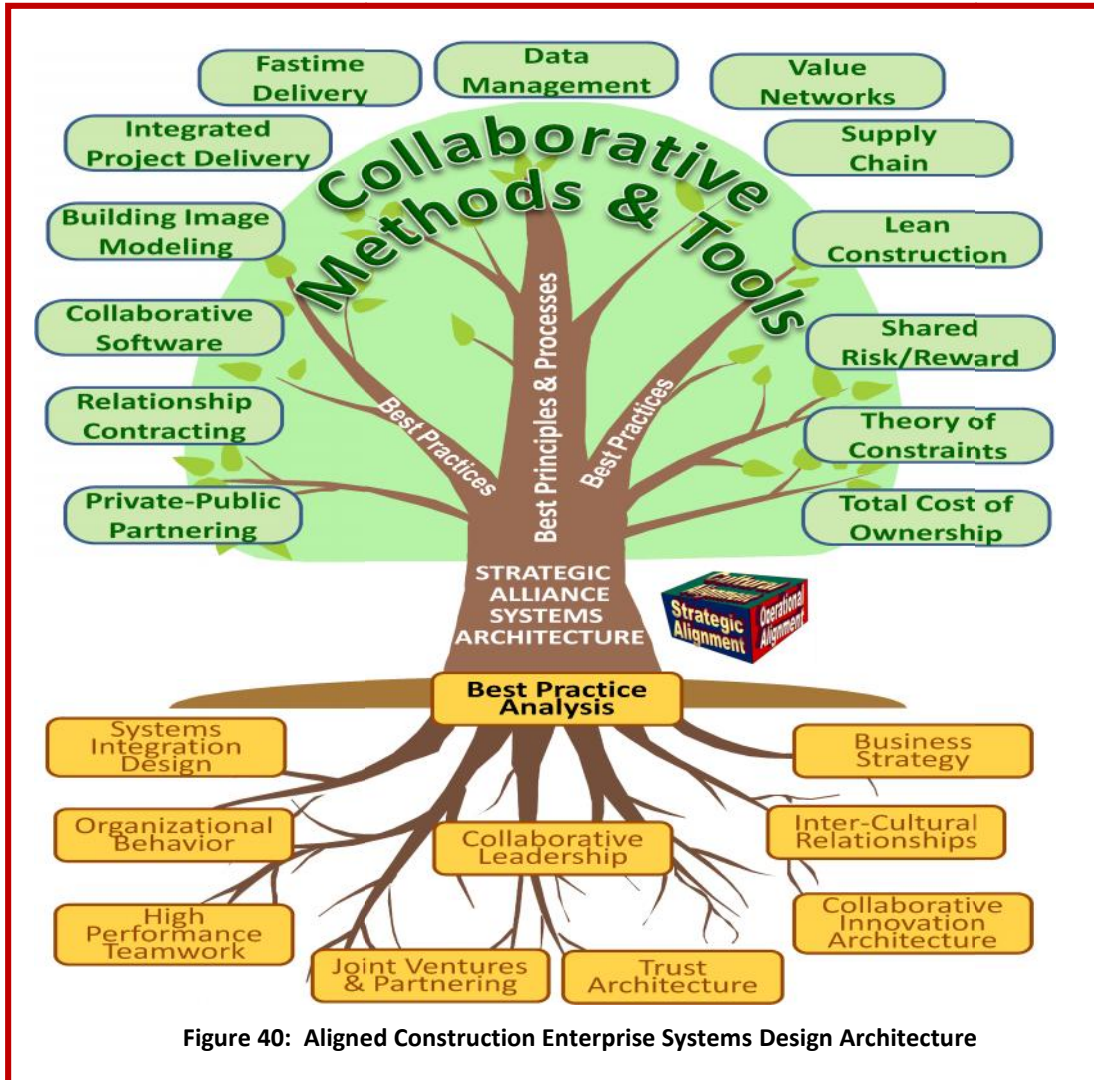 Fastime
Delivery
Data
Management
Value
Networks
Integrated
Project Delivery
Supply
Chain
Collaborative
Methods & Tools
Building Image
Modeling
Lean
Construction
Collaborative
Software
Shared
Risk/Reward
Relationship
Contracting
Theory of
Constraints
Private-Public
Partnering
Total Cost of
Ownership
Best Practices
Best Principles & Processes
Best Practices
STRATEGIC
ALLIANCE
SYSTEMS
ARCHITECTURE
Cultural
Alignment
Strategic
Alignment
Operational
Alignment
Best Practice
Analysis
Systems
Integration
Design
Business
Strategy
Organizational
Behavior
Collaborative
Leadership
Inter-Cultural
Relationships
High
Performance
Teamwork
Collaborative
Innovation
Architecture
Joint Ventures
& Partnering
Trust
Architecture
Figure 40: Aligned Construction Enterprise Systems Design Architecture